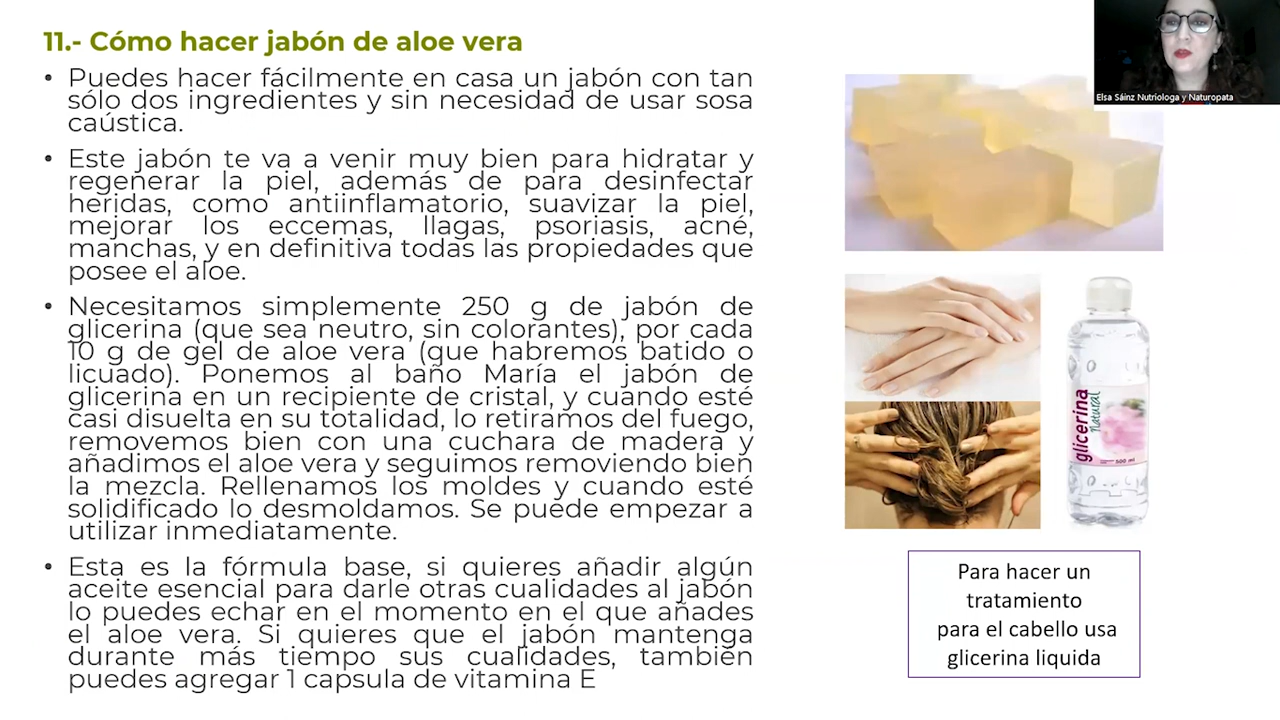 11.- Cómo hacer jabón de aloe vera
• Puedes hacer fácilmente en casa un jabón con tan
sólo dos ingredientes y sin necesidad de usar sosa
caústica.
• Este jabón te va a venir muy bien para hidratar y
regenerar la piel, además de para desinfectar
heridas, como antiinflamatorio, suavizar la piel,
mejorar los eccemas, llagas, psoriasis, acné,
manchas, y en definitiva todas las propiedades que
posee el aloe.
• Necesitamos simplemente 250 g de jabón de
glicerina (que sea neutro, sin colorantes), por cada
10 g de gel de aloe vera (que habremos batido o
licuado). Ponemos al baño María el jabón de
glicerina en un recipiente de cristal, y cuando esté
casi disuelta en su totalidad, lo retiramos del fuego,
removemos bien con una cuchara de madera y
añadimos el aloe vera y seguimos removiendo bien
la mezcla. Rellenamos los moldes y cuando esté
solidificado lo desmoldamos. Se puede empezar a
utilizar inmediatamente.
• Esta es la fórmula base, si quieres añadir algún
aceite esencial para darle otras cualidades al jabón
lo puedes echar en el momento en el que añades
el aloe vera. Si quieres que el jabón mantenga
durante más tiempo sus cualidades, también
puedes agregar 1 capsula de vitamina E
Elsa Sáinz Nutriologa y Naturopata
glicerina
Natural
500 ml
Para hacer un
tratamiento
para el cabello usa
glicerina liquida